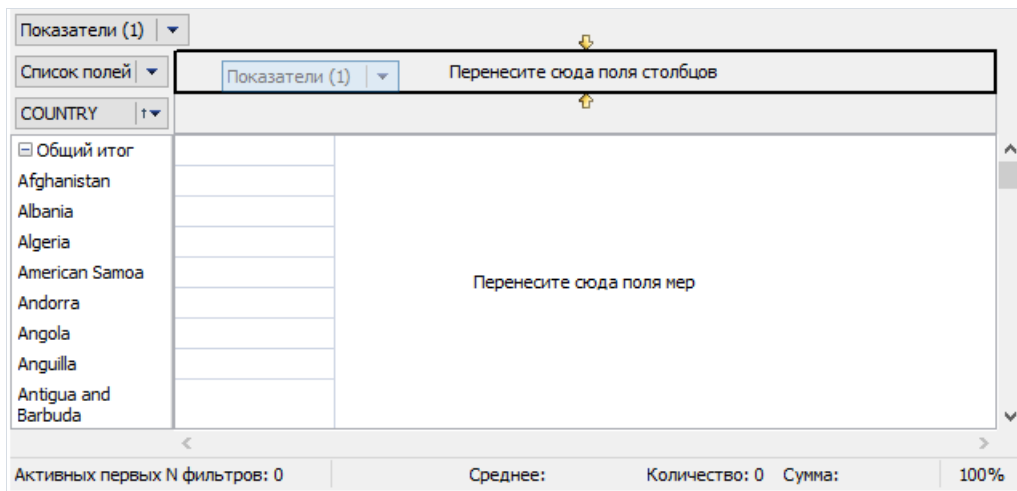 Показатели (1)
Список полей
Показатели (1)
Перенесите сюда поля столбцов
COUNTRY
Общий итог
Afghanistan
Albania
Algeria
American Samoa
Andorra
Angola
Anguilla
Antigua and
Barbuda
Перенесите сюда поля мер
Активных первых N фильтров: 0
Среднее:
Количество: 0
Сумма:
100%